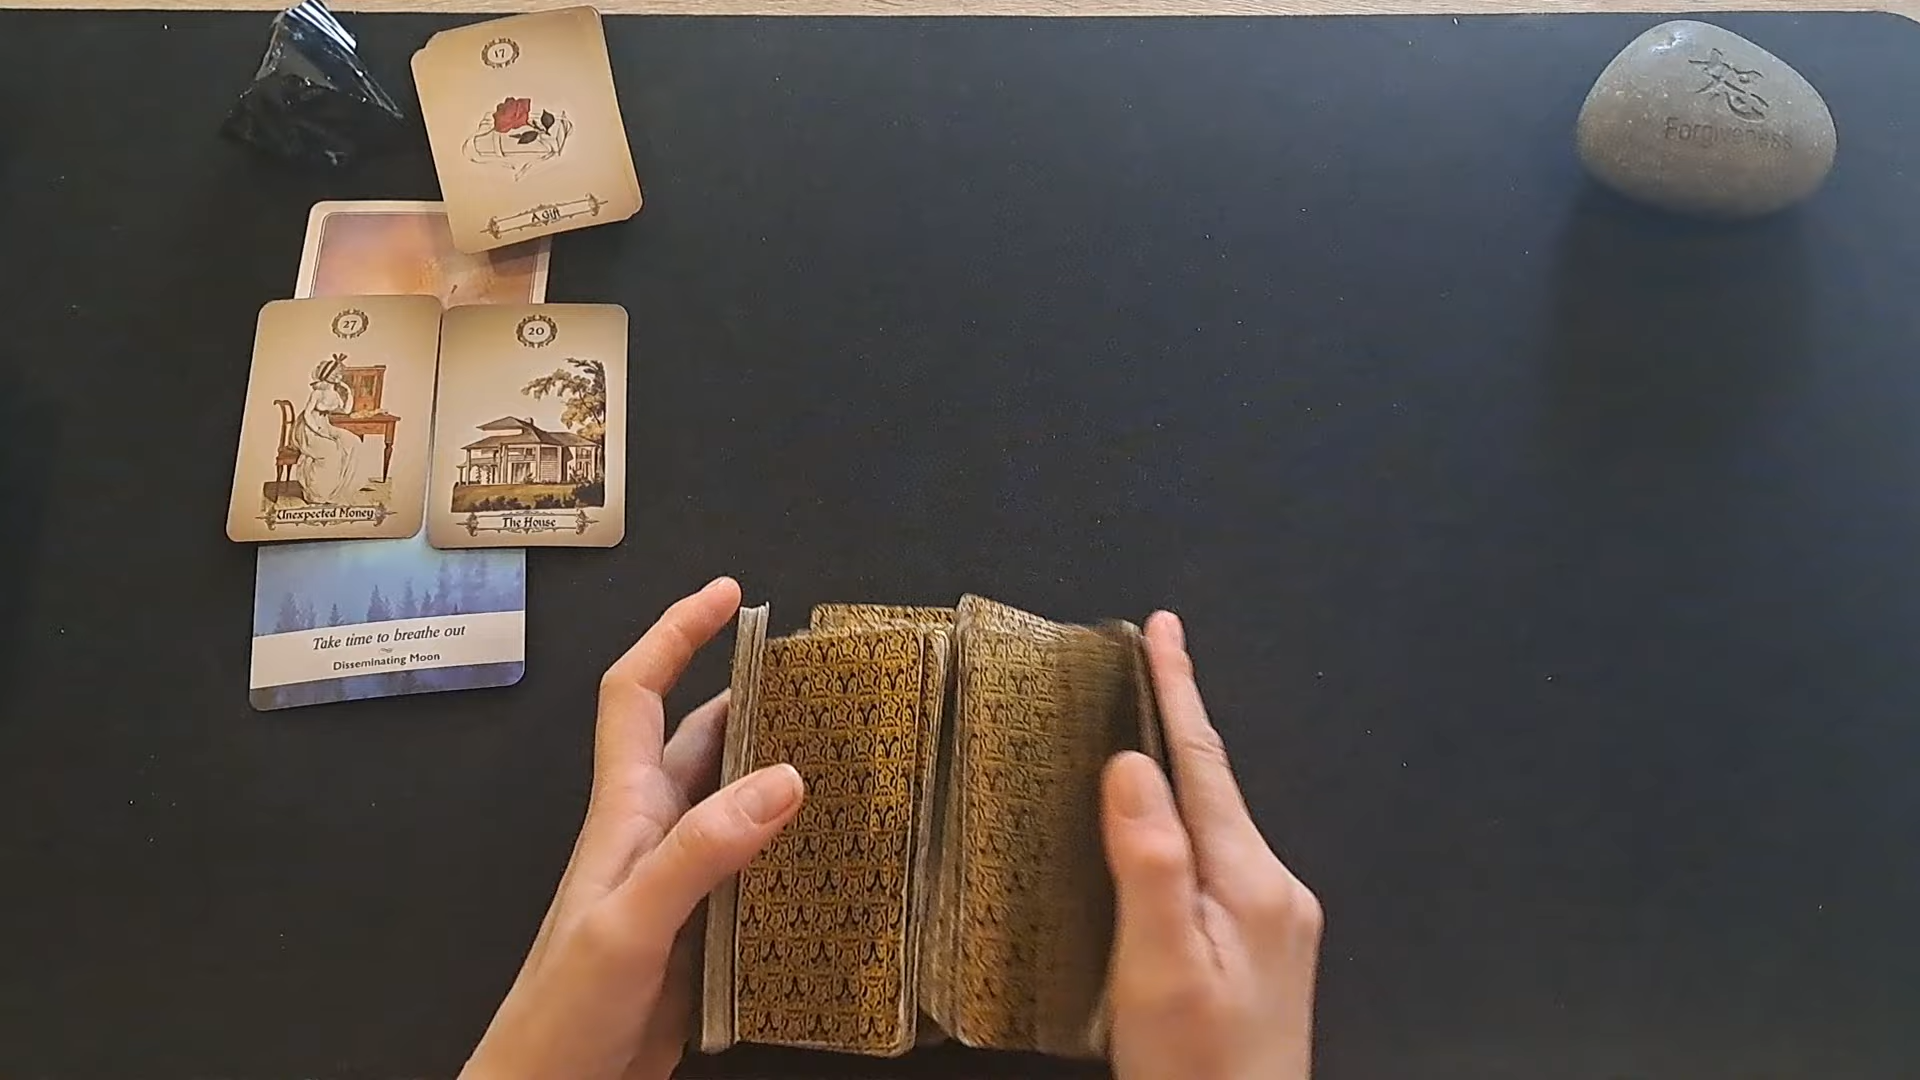 17
A Gift
27
Unexpected Money
20
The House
Take time to breathe out
Disseminating Moon
Forgiveness